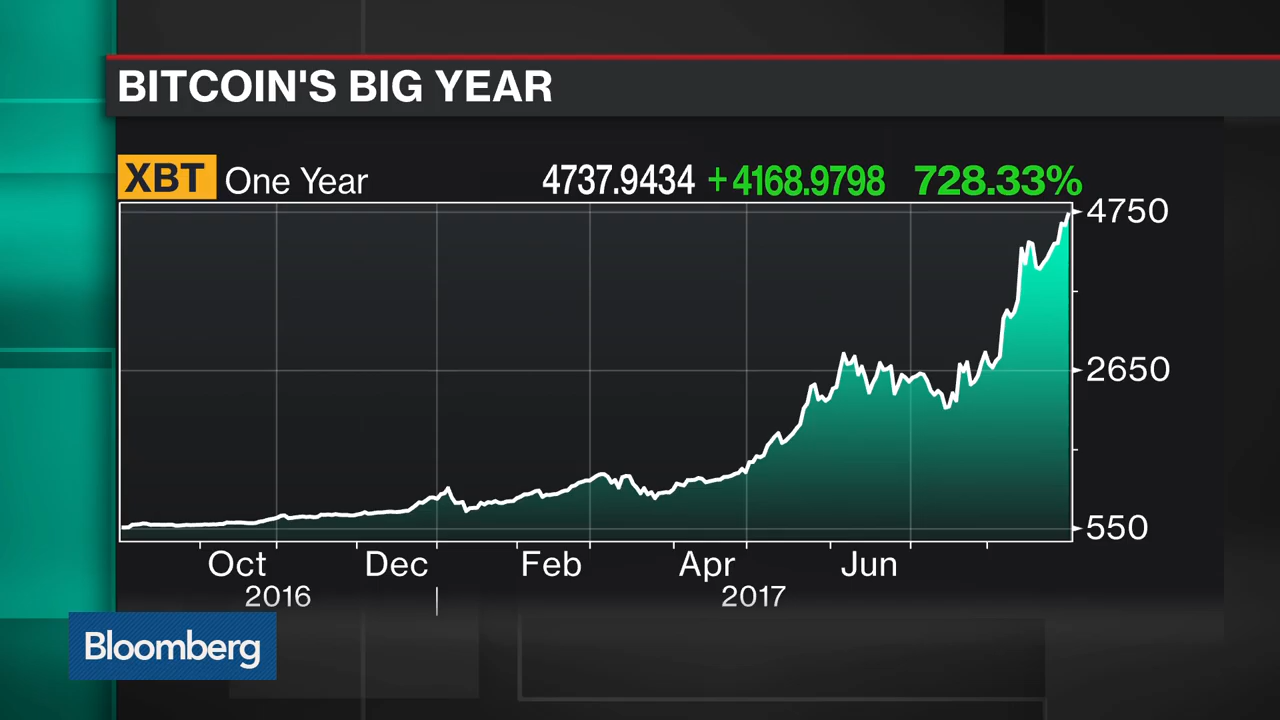 BITCOIN'S BIG YEAR
XBT One Year 4737.9434 +4168.9798 728.33%
4750
2650
550
Oct Dec Feb Apr Jun
2016 2017
Bloomberg